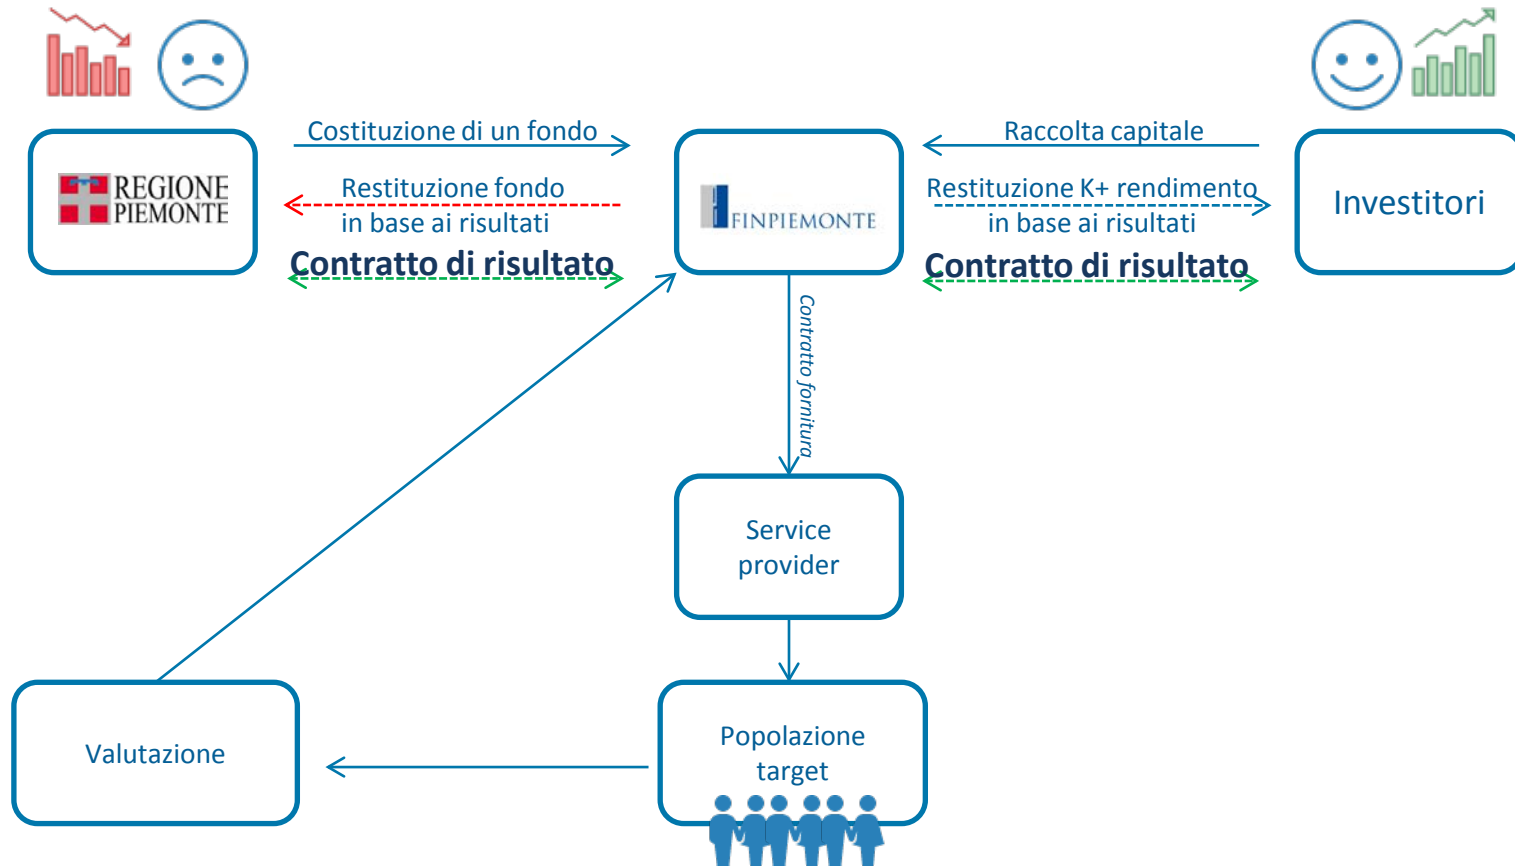 Costituzione di un fondo
Raccolta capitale
REGIONE
PIEMONTE
Restituzione fondo
in base ai risultati
Contratto di risultato
FINPIEMONTE
Restituzione K+ rendimento
in base ai risultati
Contratto di risultato
Investitori
Contratto fornitura
Service
provider
Valutazione
Popolazione
target